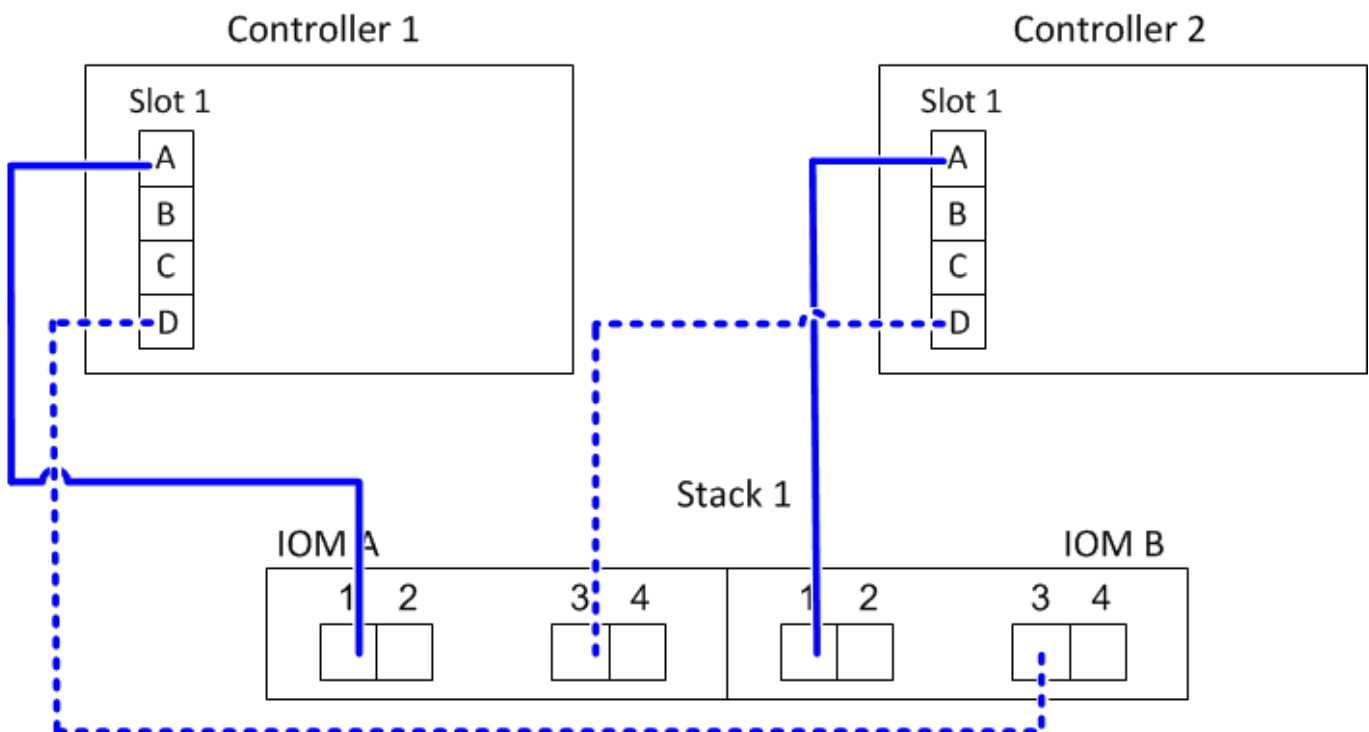 Controller 1
Controller 2
Slot 1
Slot 1
A
A
B
B
C
C
D
D
Stack 1
IOM A
IOM B
1 2 3 4 1 2 3 4